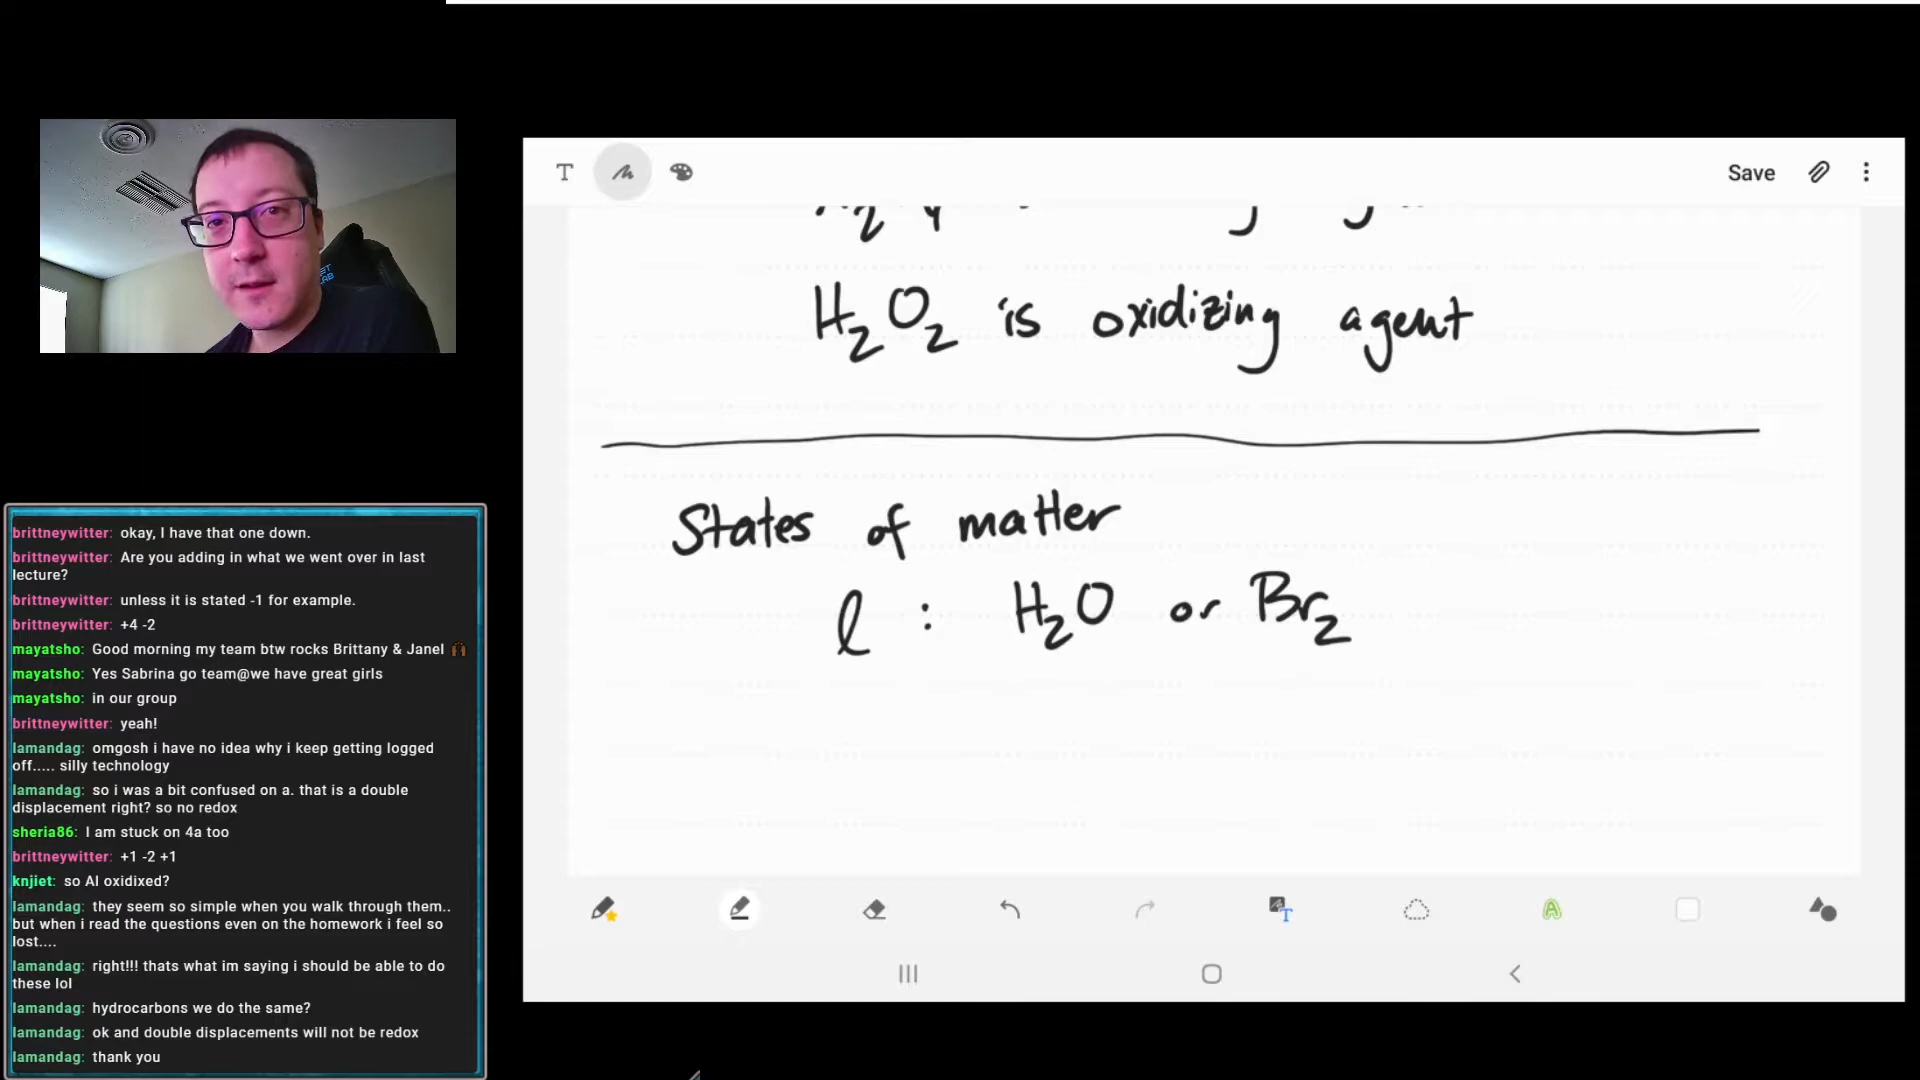 Save
H2O2 is oxidizing agent
States of matter
l : H2O or Br2
brittneywitter: okay, I have that one down.
brittneywitter: Are you adding in what we went over in last
lecture?
brittneywitter: unless it is stated -1 for example.
brittneywitter: +4 -2
mayatsho: Good morning my team btw rocks Brittany & Janel
mayatsho: Yes Sabrina go team@we have great girls
mayatsho: in our group
brittneywitter: yeah!
lamandag: omgosh i have no idea why i keep getting logged
off..... silly technology
lamandag: so i was a bit confused on a. that is a double
displacement right? so no redox
sheria86: I am stuck on 4a too
brittneywitter: +1 -2 +1
knjiet: so Al oxidixed?
lamandag: they seem so simple when you walk through them..
but when i read the questions even on the homework i feel so
lost....
lamandag: right!!! thats what im saying i should be able to do
these lol
lamandag: hydrocarbons we do the same?
lamandag: ok and double displacements will not be redox
lamandag: thank you